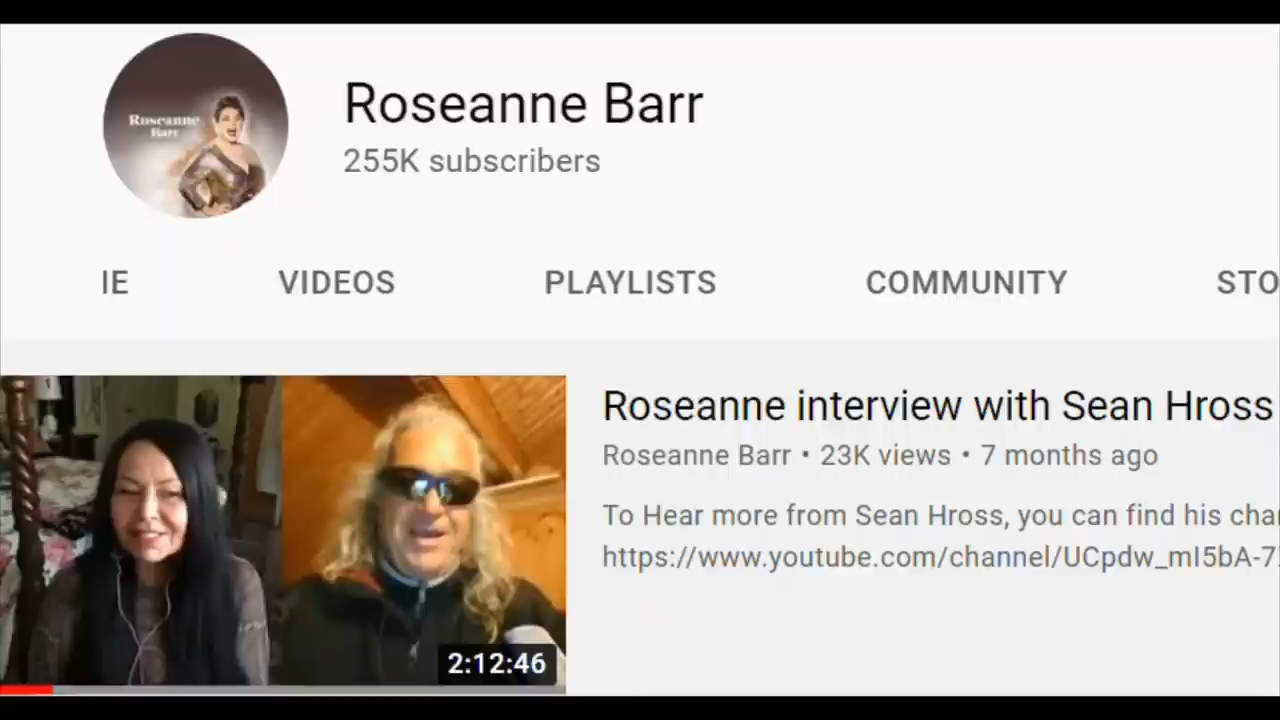 Roseanne Barr
255K subscribers
Roseanne
Barr
IE VIDEOS PLAYLISTS COMMUNITY STO
Roseanne interview with Sean Hross
Roseanne Barr • 23K views • 7 months ago
To Hear more from Sean Hross, you can find his cha
https://www.youtube.com/channel/UCpdw_mI5bA-7
2:12:46